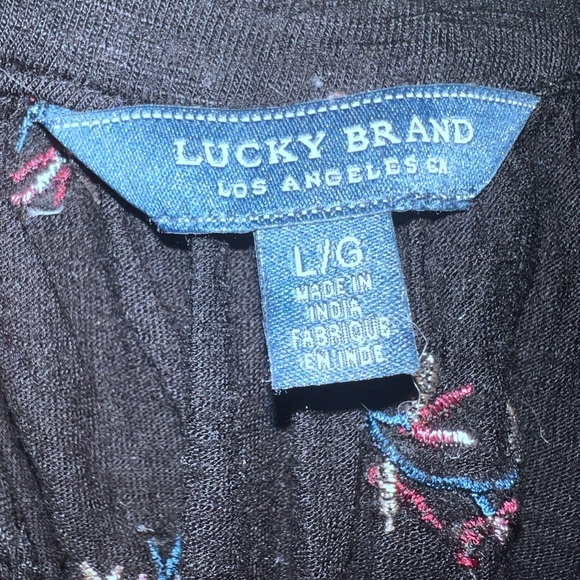 LUCKY BRAND
LOS ANGELES CA
L/G
MADE IN
INDIA
FABRIQUE
EN INDE